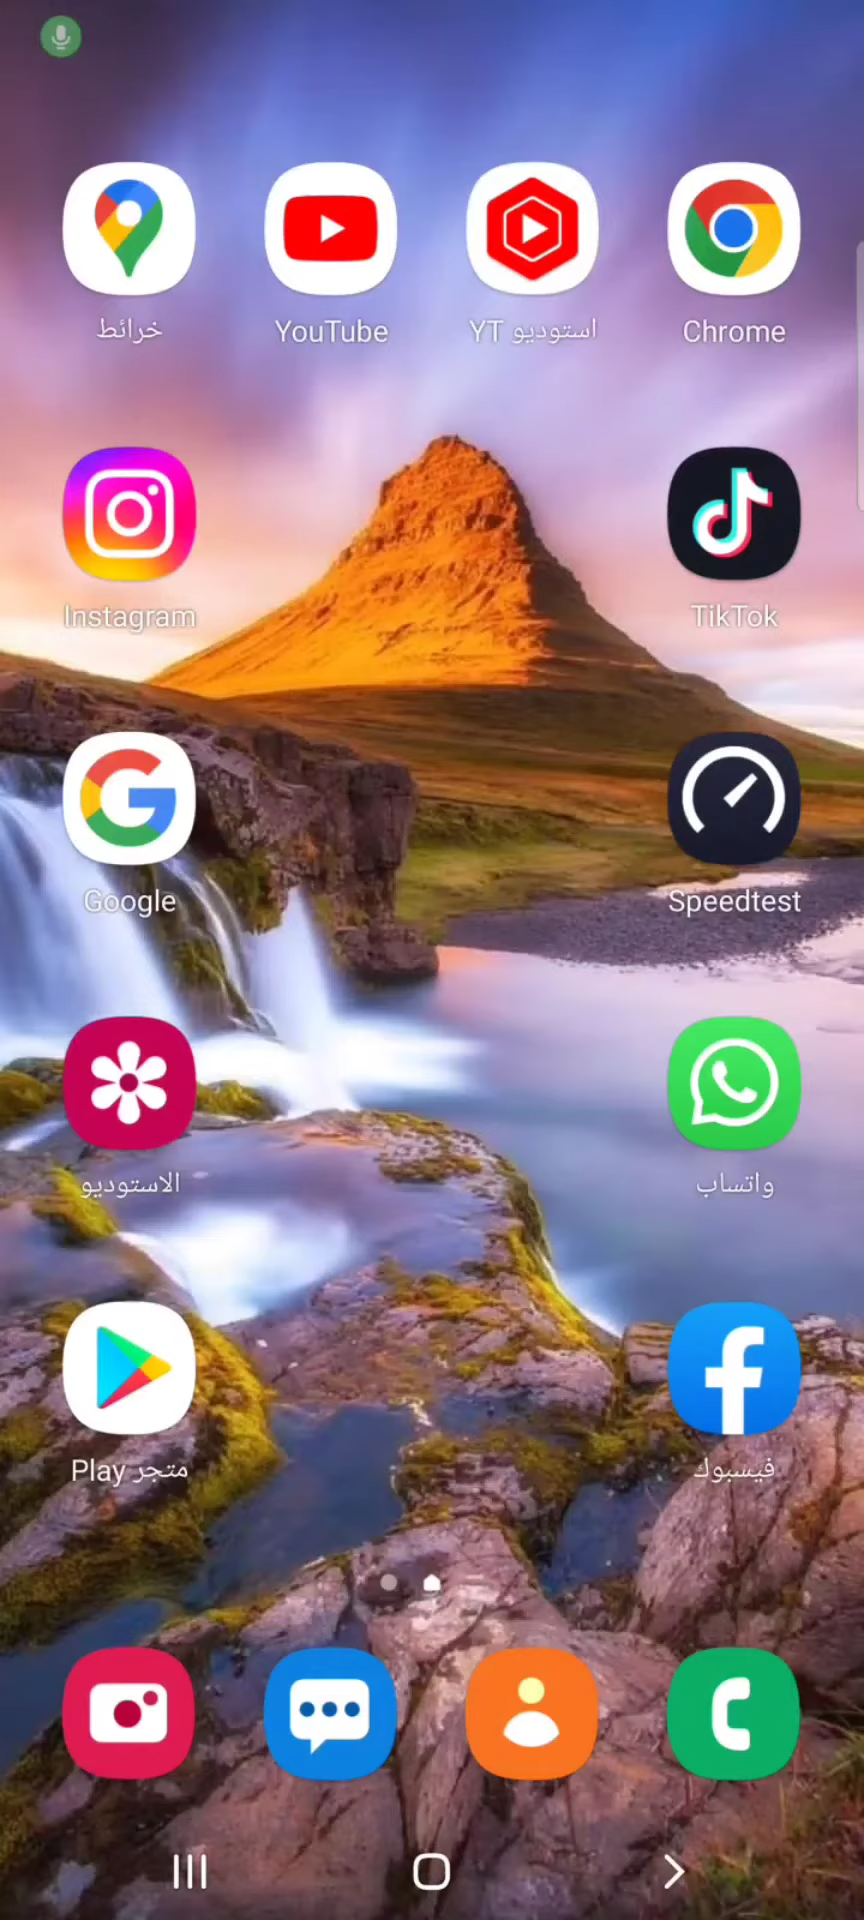 خرائط
YouTube
استوديو YT
Chrome
Instagram
TikTok
Google
Speedtest
الاستوديو
واتساب
متجر Play
فيسبوك